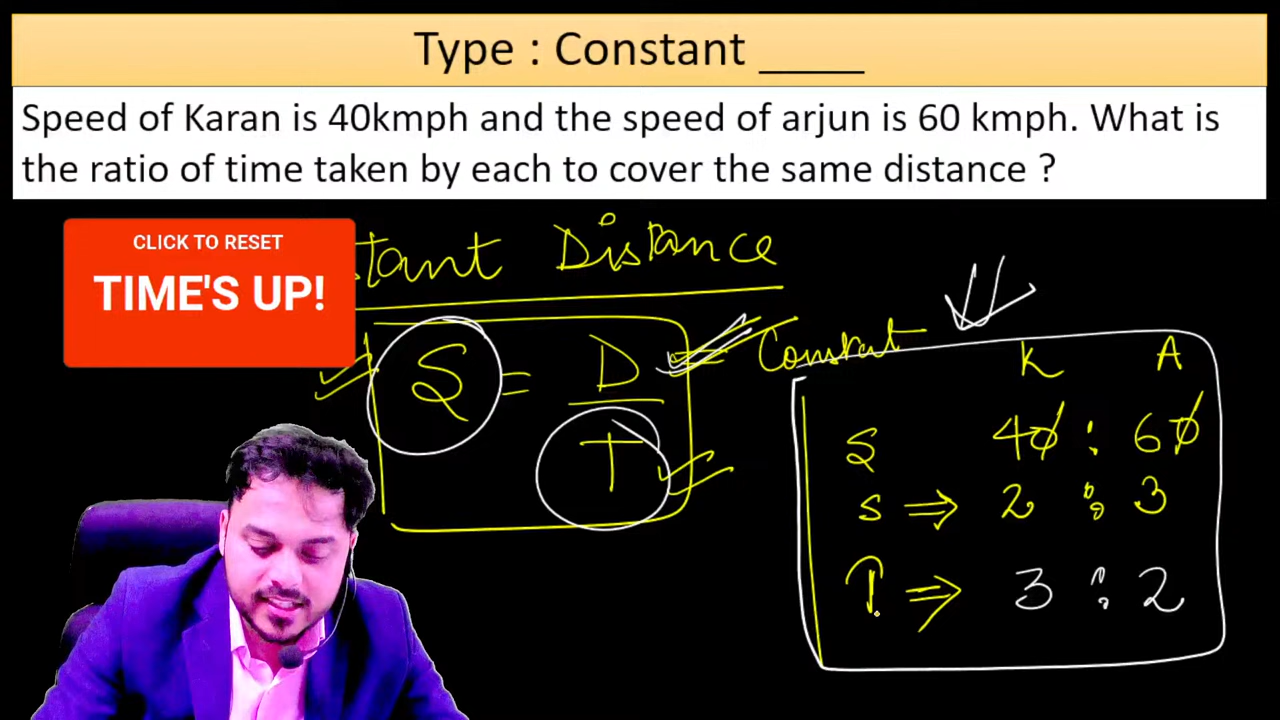 Type : Constant ____
Speed of Karan is 40kmph and the speed of arjun is 60 kmph. What is
the ratio of time taken by each to cover the same distance ?
CLICK TO RESET
TIME'S UP!
stant Distance
S = D
T
Constant
K A
S 40 : 60
S ⇒ 2 : 3
T ⇒ 3 : 2